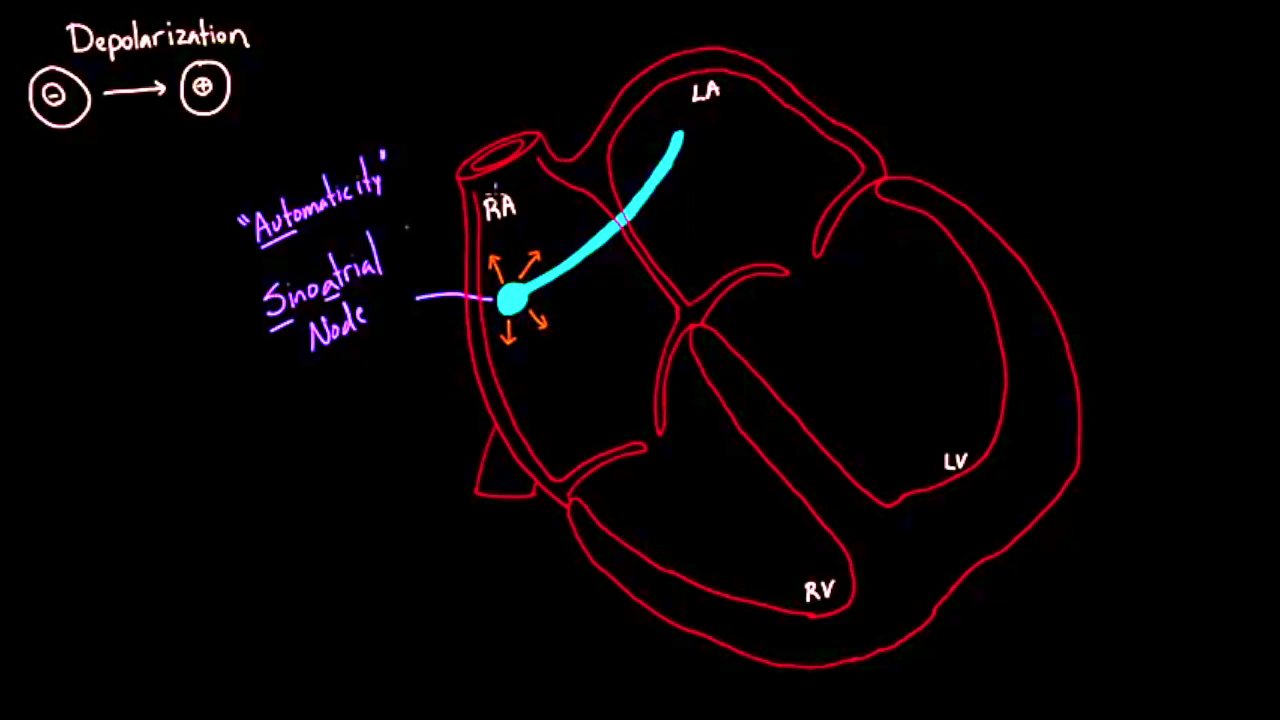 Depolarization
- +
LA
"Automaticity"
RA
Sinoatrial
Node
LV
RV